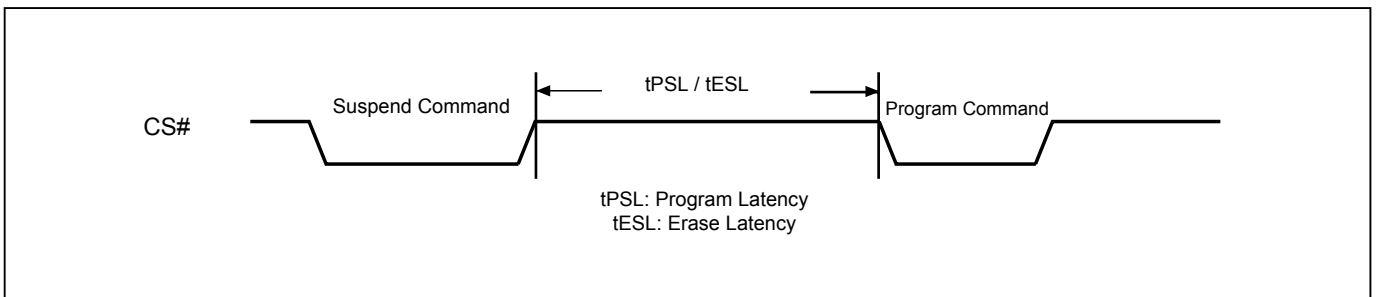 tPSL / tESL
Suspend Command
Program Command
CS#
tPSL: Program Latency
tESL: Erase Latency